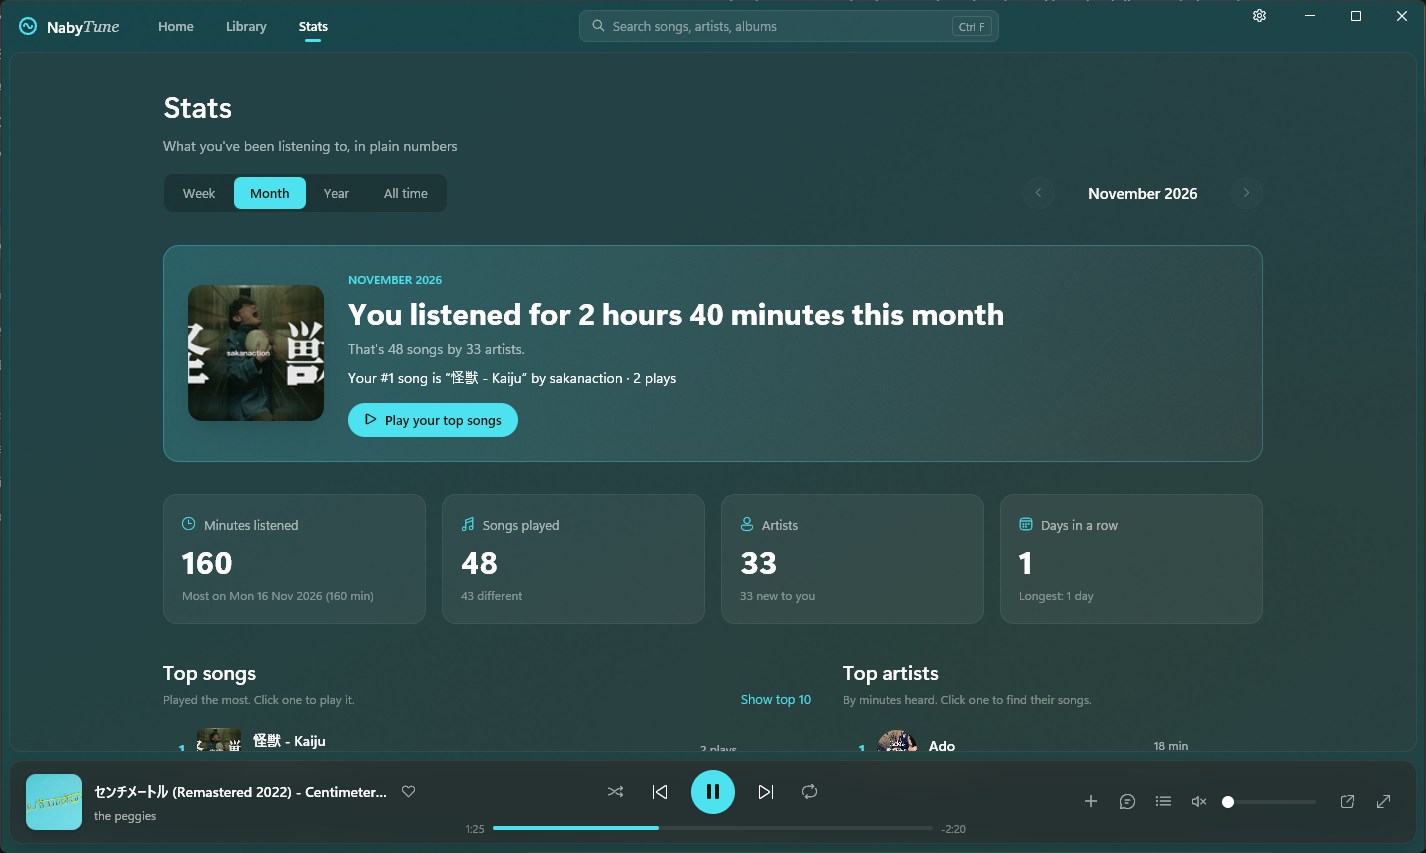 NabyTune
Home
Library
Stats
Search songs, artists, albums
Ctrl F
Stats
What you've been listening to, in plain numbers
Week
Month
Year
All time
November 2026
怪獣
sakanaction
NOVEMBER 2026
You listened for 2 hours 40 minutes this month
That's 48 songs by 33 artists.
Your #1 song is “怪獣 - Kaiju” by sakanaction · 2 plays
Play your top songs
Minutes listened
160
Most on Mon 16 Nov 2026 (160 min)
Songs played
48
43 different
Artists
33
33 new to you
Days in a row
1
Longest: 1 day
Top songs
Played the most. Click one to play it.
Show top 10
Top artists
By minutes heard. Click one to find their songs.
1
怪獣 - Kaiju
2 plays
1
Ado
18 min
センチメートル (Remastered 2022) - Centimeter...
the peggies
1:25
-2:20